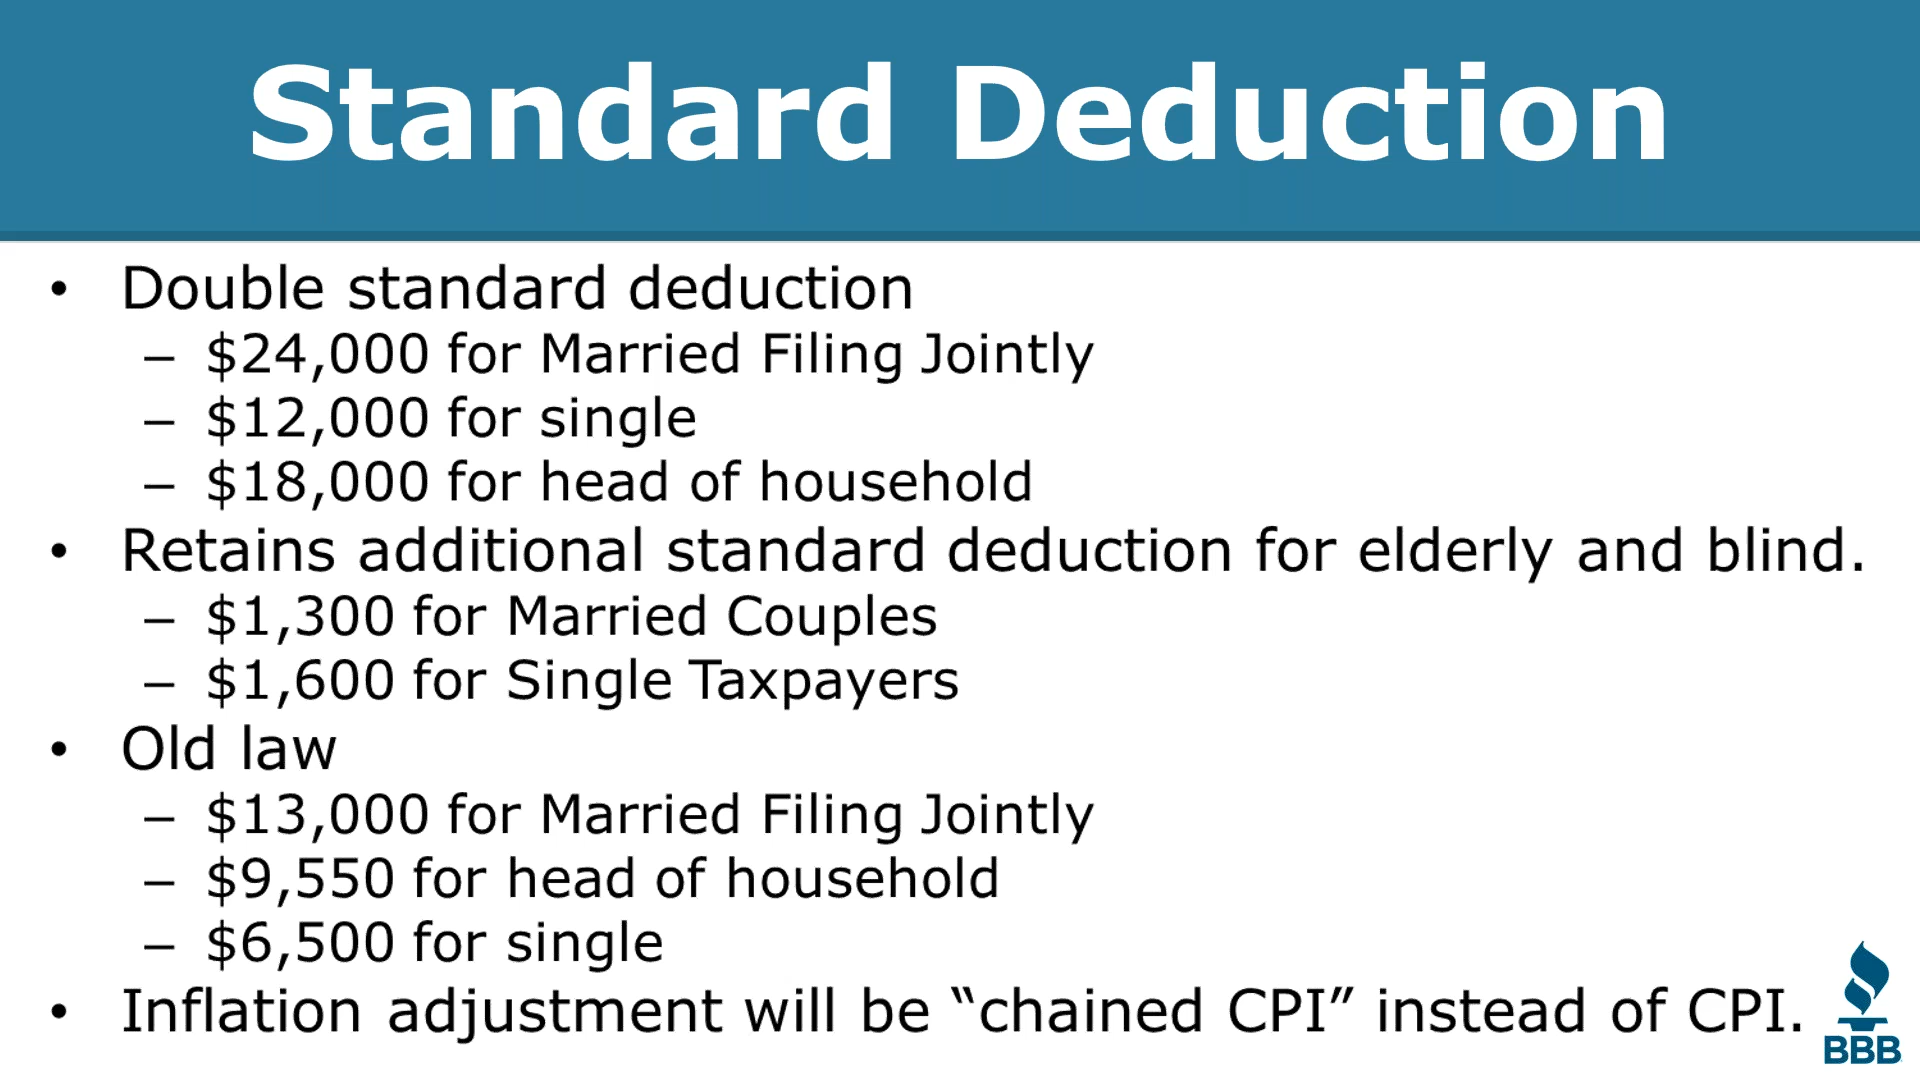 Standard Deduction
• Double standard deduction
– $24,000 for Married Filing Jointly
– $12,000 for single
– $18,000 for head of household
• Retains additional standard deduction for elderly and blind.
– $1,300 for Married Couples
– $1,600 for Single Taxpayers
• Old law
– $13,000 for Married Filing Jointly
– $9,550 for head of household
– $6,500 for single
• Inflation adjustment will be “chained CPI” instead of CPI.
BBB